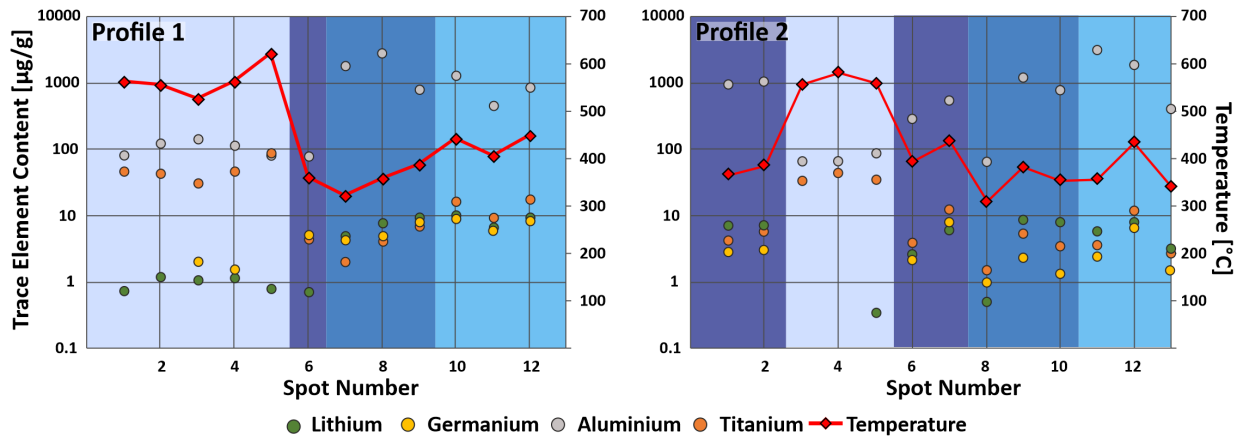 Profile 1
Profile 2
Trace Element Content [µg/g]
10000
1000
100
10
1
0.1
700
600
500
400
300
200
100
2 4 6 8 10 12
Spot Number
10000
1000
100
10
1
0.1
700
600
500
400
300
200
100
Temperature [°C]
2 4 6 8 10 12
Spot Number
Lithium Germanium Aluminium Titanium Temperature